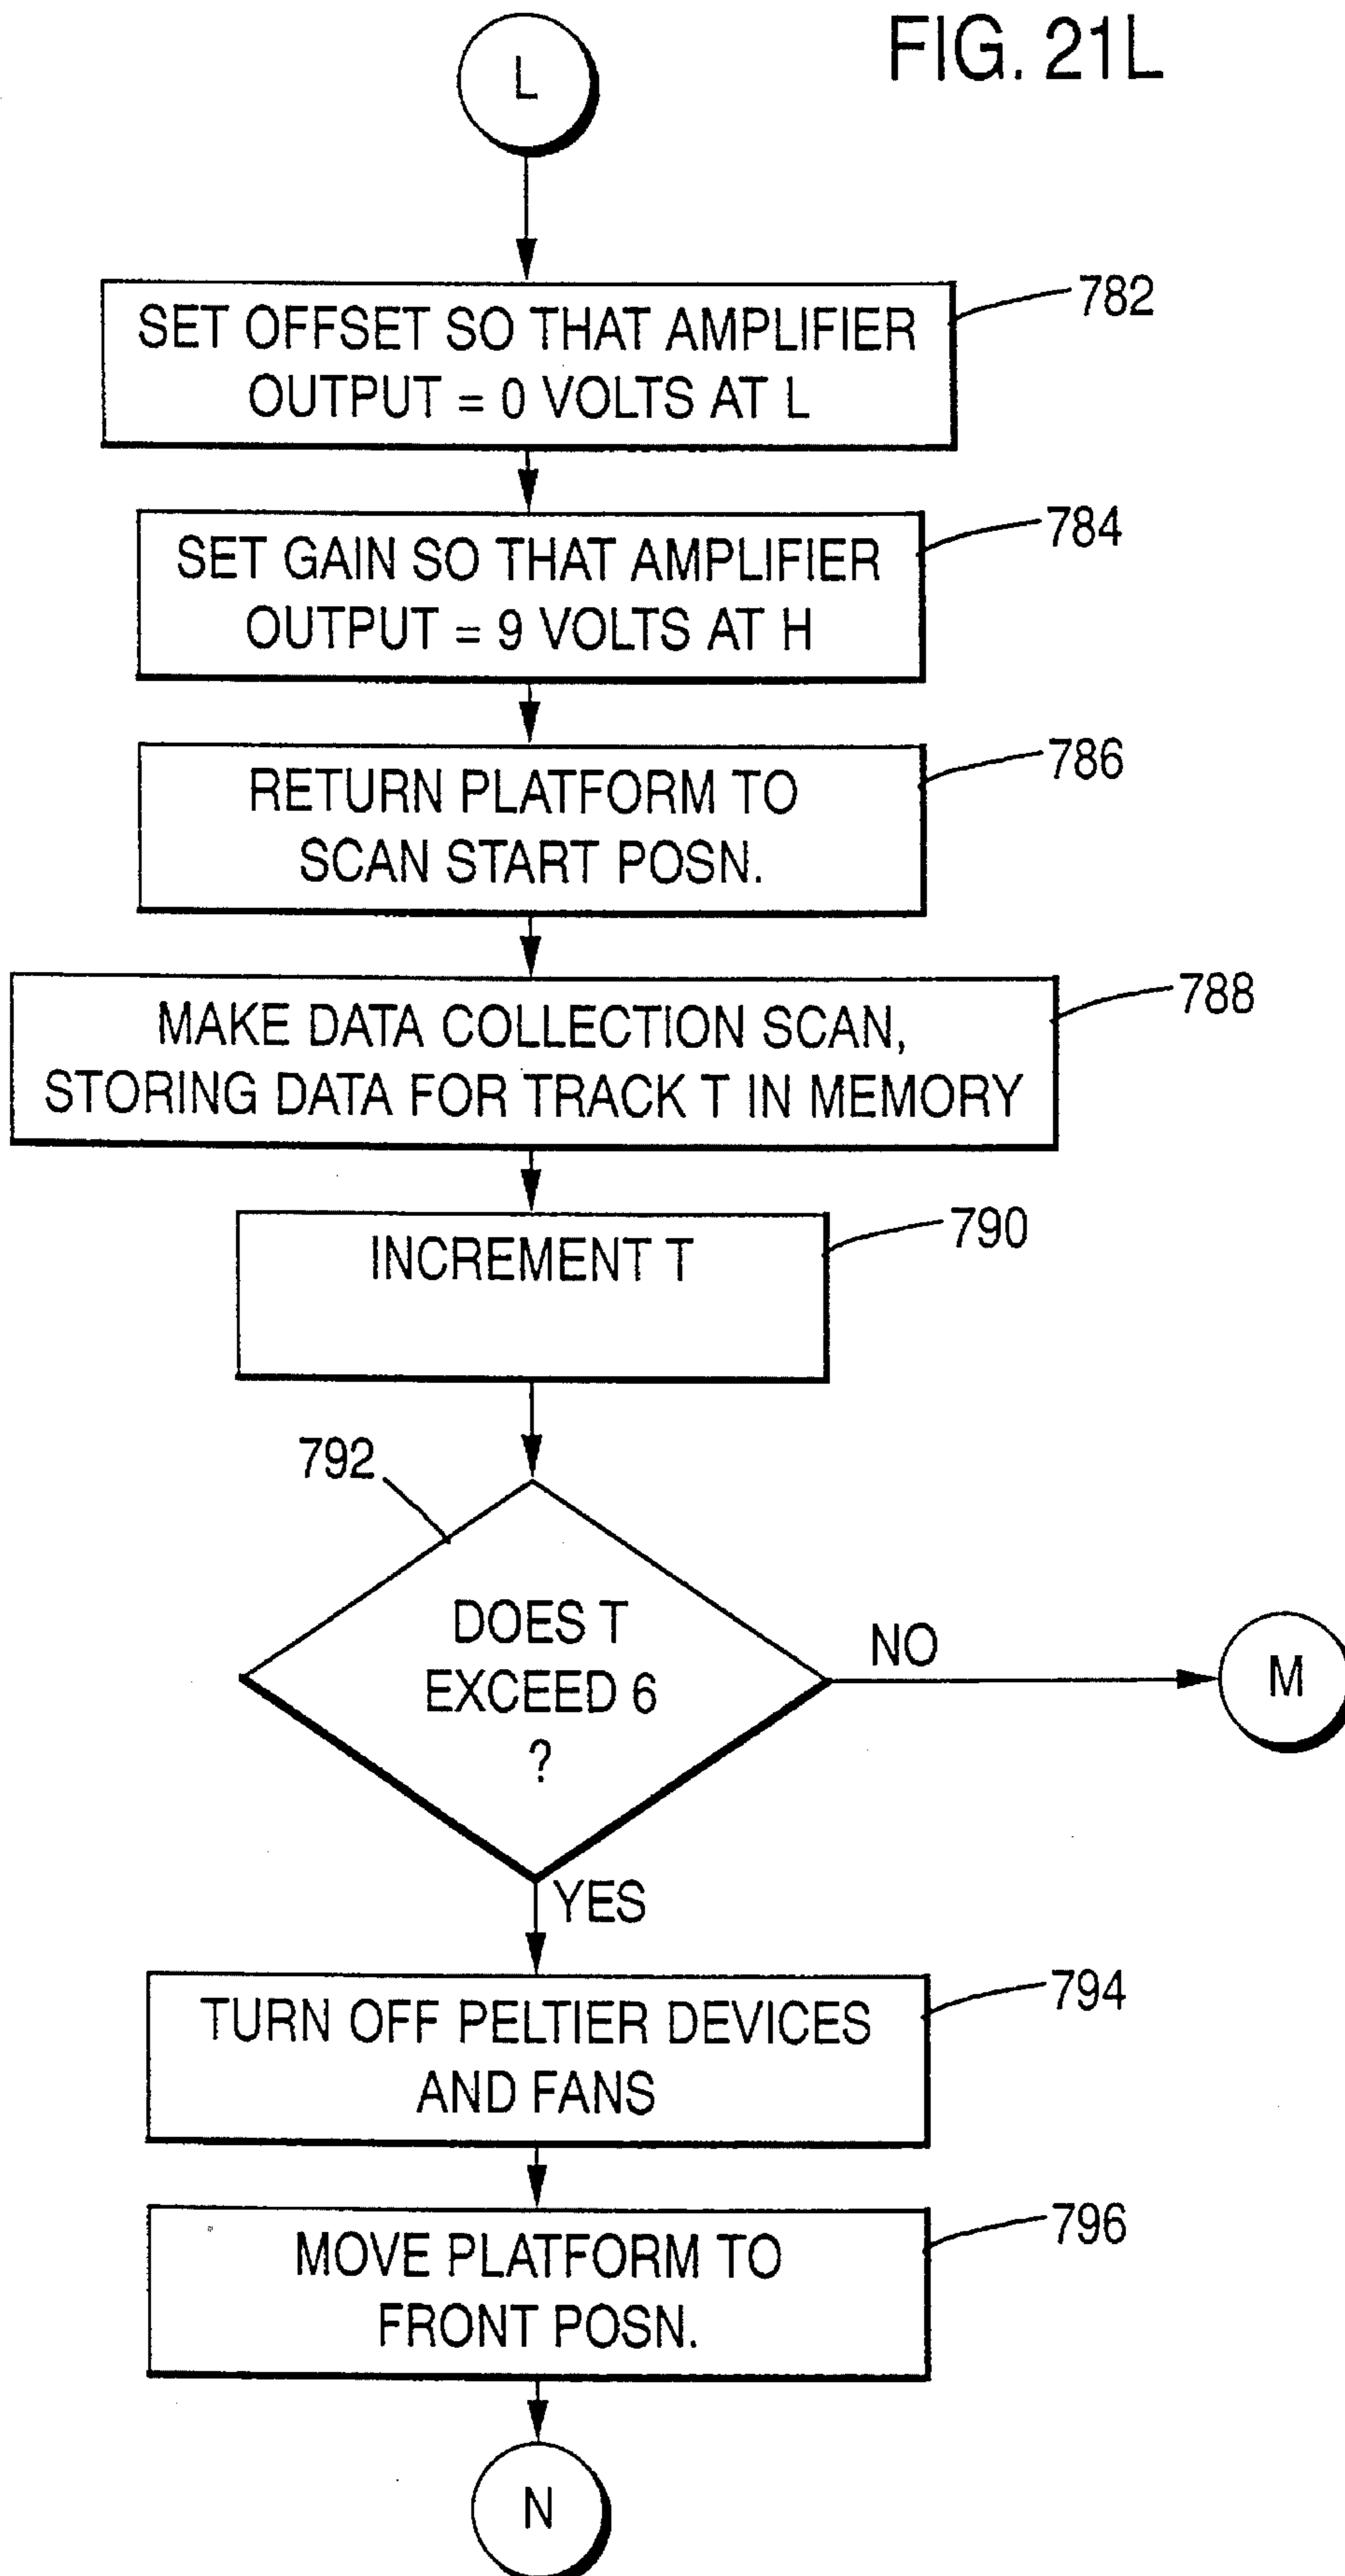 FIG. 21L
L
782
SET OFFSET SO THAT AMPLIFIER
OUTPUT = 0 VOLTS AT L
784
SET GAIN SO THAT AMPLIFIER
OUTPUT = 9 VOLTS AT H
786
RETURN PLATFORM TO
SCAN START POSN.
788
MAKE DATA COLLECTION SCAN,
STORING DATA FOR TRACK T IN MEMORY
790
INCREMENT T
792
DOES T
EXCEED 6
?
NO
M
YES
794
TURN OFF PELTIER DEVICES
AND FANS
796
MOVE PLATFORM TO
FRONT POSN.
N